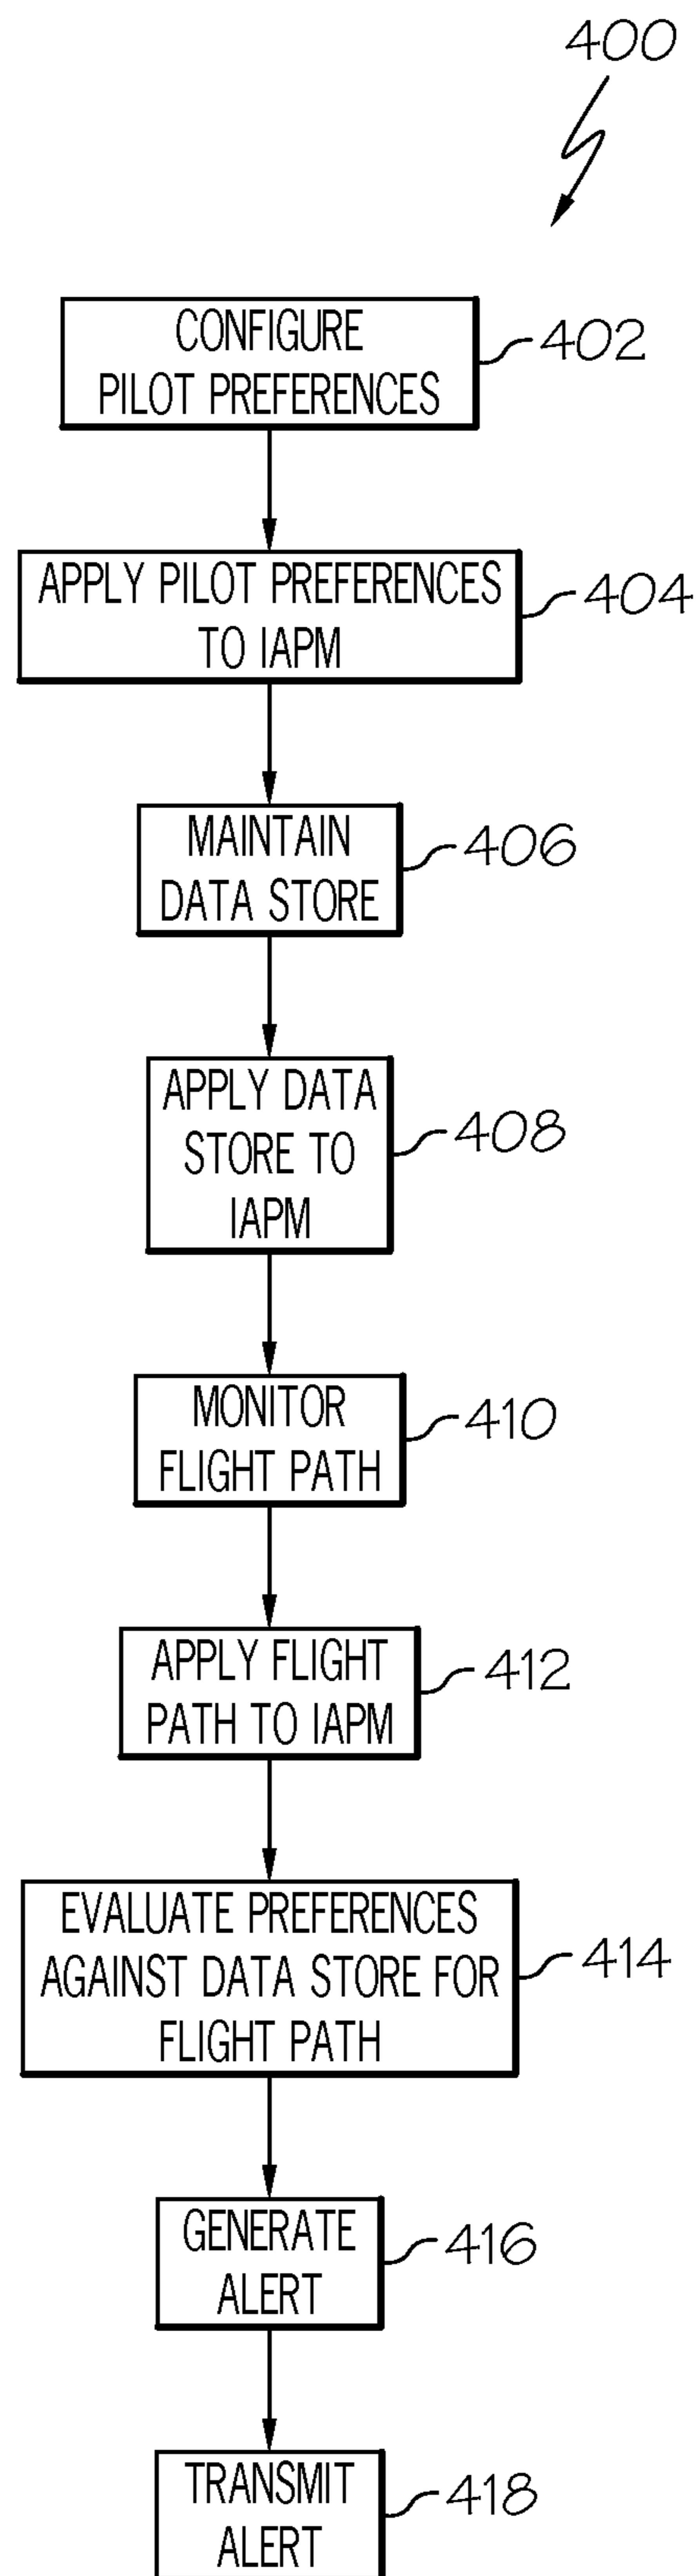 400
CONFIGURE
PILOT PREFERENCES
402
APPLY PILOT PREFERENCES
TO IAPM
404
MAINTAIN
DATA STORE
406
APPLY DATA
STORE TO
IAPM
408
MONITOR
FLIGHT PATH
410
APPLY FLIGHT
PATH TO IAPM
412
EVALUATE PREFERENCES
AGAINST DATA STORE FOR
FLIGHT PATH
414
GENERATE
ALERT
416
TRANSMIT
ALERT
418